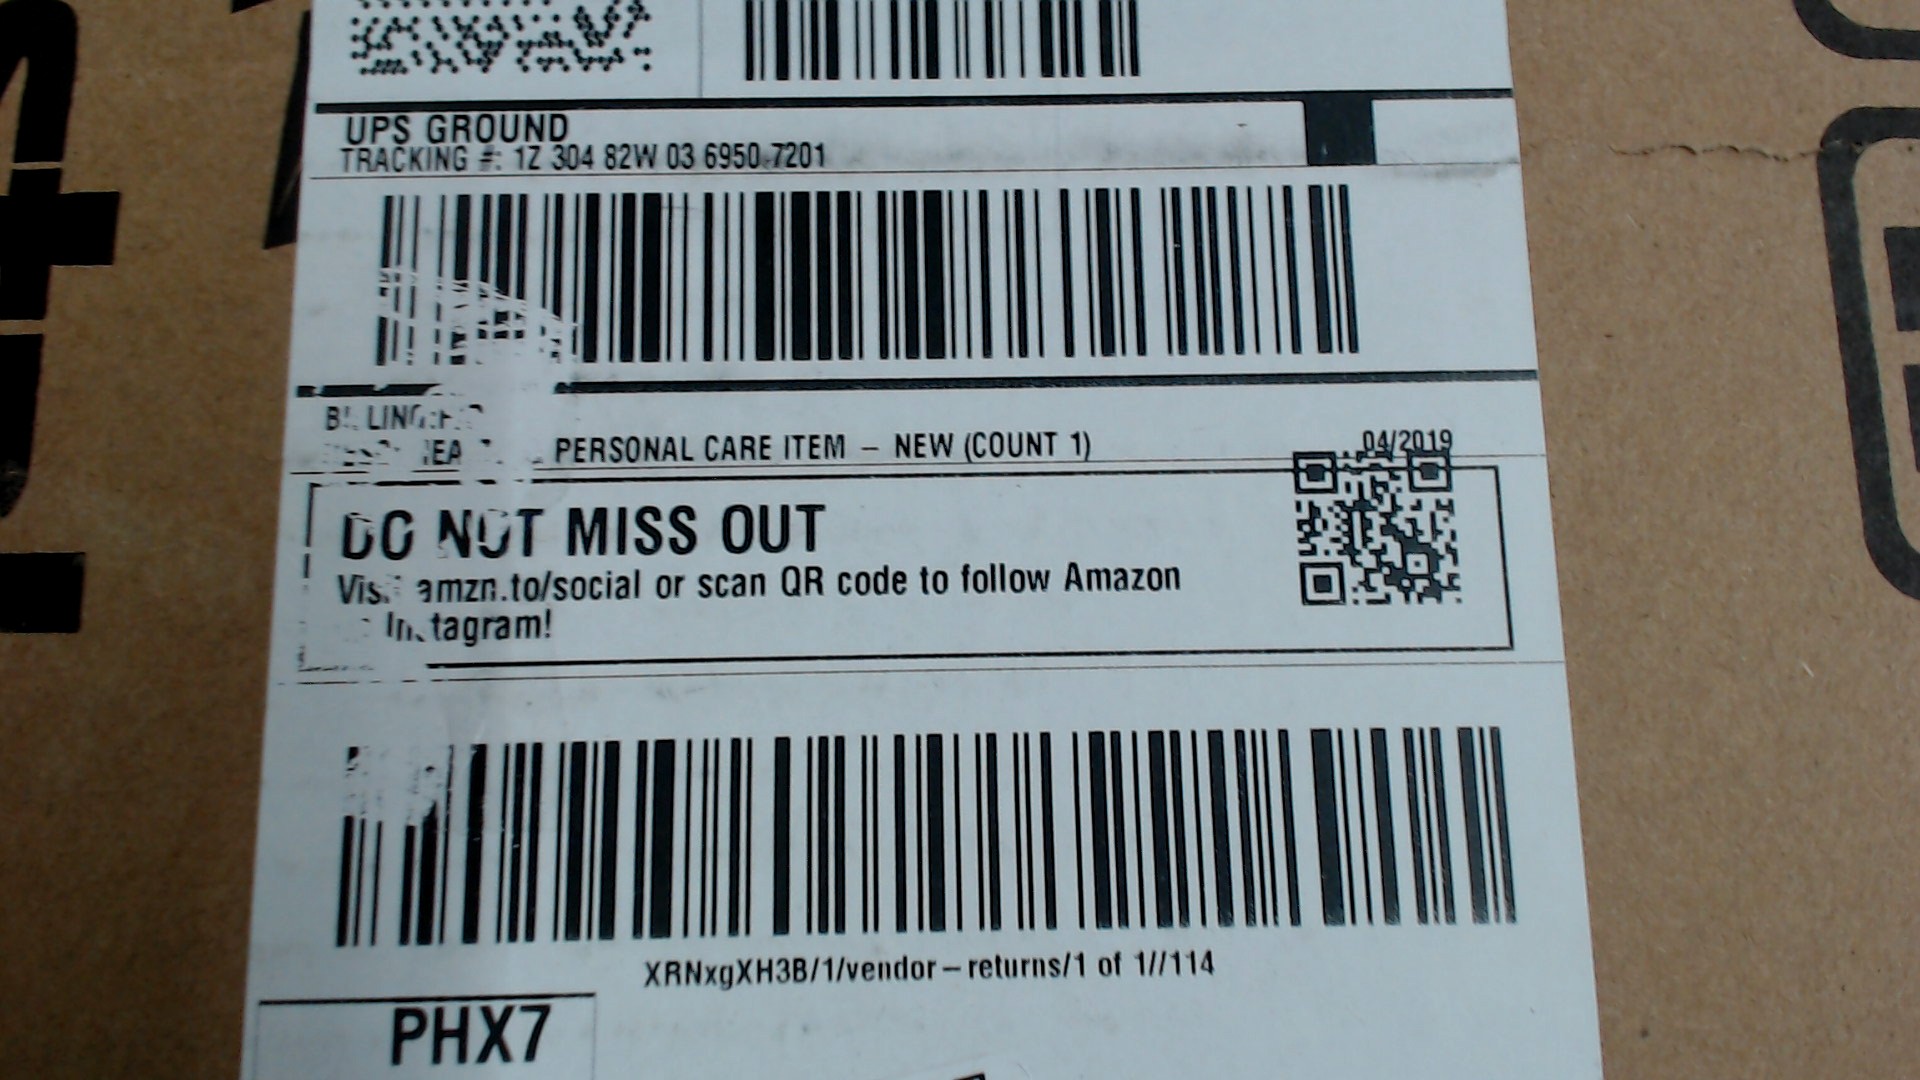 UPS GROUND
TRACKING #: 1Z 304 82W 03 6950 7201
PERSONAL CARE ITEM – NEW (COUNT 1)
04/2019
DO NOT MISS OUT
Visit amzn.to/social or scan QR code to follow Amazon
Instagram!
XRNxgXH3B/1/vendor–returns/1 of 1//114
PHX7